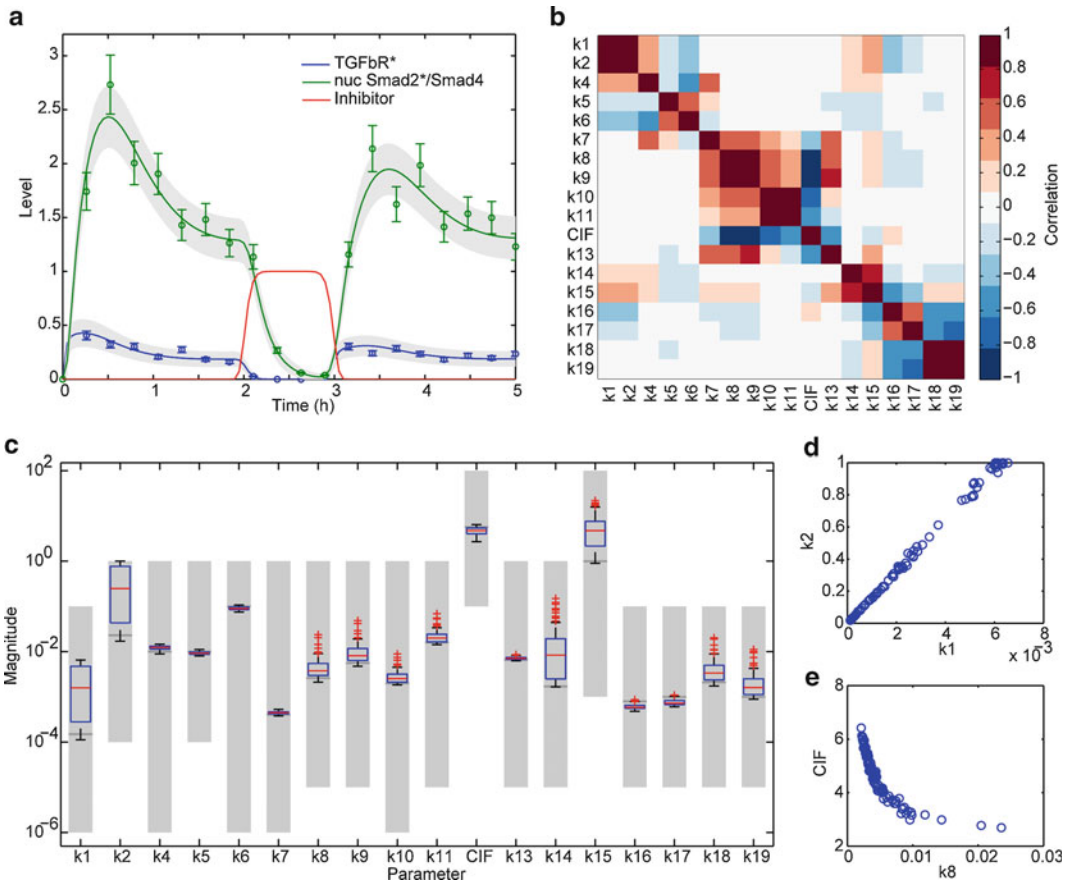 a
3
2.5
2
1.5
1
0.5
0
Level
0
1
2
3
4
5
Time (h)
TGFbR*
nuc Smad2*/Smad4
Inhibitor
b
k1
k2
k4
k5
k6
k7
k8
k9
k10
k11
CIF
k13
k14
k15
k16
k17
k18
k19
k1 k2 k4 k5 k6 k7 k8 k9 k10 k11 CIF k13 k14 k15 k16 k17 k18 k19
1
0.8
0.6
0.4
0.2
0
−0.2
−0.4
−0.6
−0.8
−1
Correlation
c
10^2
10^0
10^−2
10^−4
10^−6
Magnitude
k1 k2 k4 k5 k6 k7 k8 k9 k10 k11 CIF k13 k14 k15 k16 k17 k18 k19
Parameter
d
1
0.8
0.6
0.4
0.2
0
k2
0 2 4 6 8
k1
x 10^−3
e
8
6
4
2
CIF
0 0.01 0.02 0.03
k8